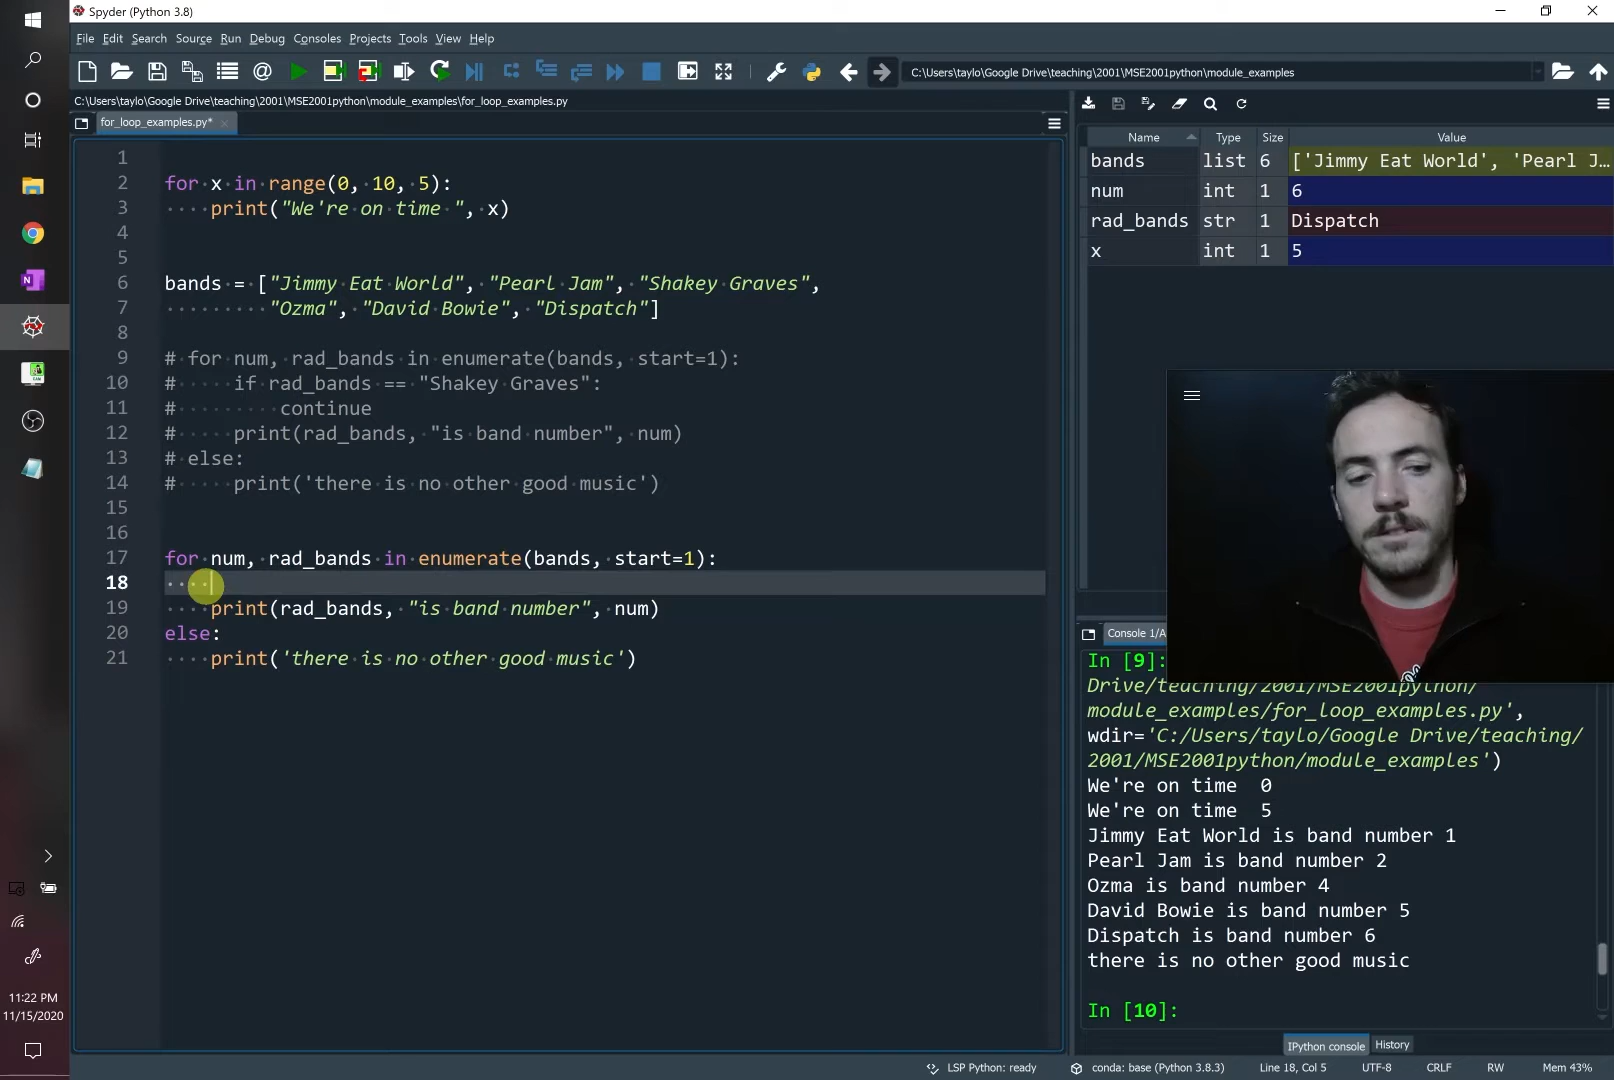 Spyder (Python 3.8)
File Edit Search Source Run Debug Consoles Projects Tools View Help
C:\Users\taylo\Google Drive\teaching\2001\MSE2001python\module_examples
C:\Users\taylo\Google Drive\teaching\2001\MSE2001python\module_examples\for_loop_examples.py
for_loop_examples.py*
1
2 for x in range(0, 10, 5):
3 print("We're on time ", x)
4
5
6 bands = ["Jimmy Eat World", "Pearl Jam", "Shakey Graves",
7 "Ozma", "David Bowie", "Dispatch"]
8
9 # for num, rad_bands in enumerate(bands, start=1):
10 # if rad_bands == "Shakey Graves":
11 # continue
12 # print(rad_bands, "is band number", num)
13 # else:
14 # print('there is no other good music')
15
16
17 for num, rad_bands in enumerate(bands, start=1):
18
19 print(rad_bands, "is band number", num)
20 else:
21 print('there is no other good music')
Name Type Size Value
bands list 6 ['Jimmy Eat World', 'Pearl J...
num int 1 6
rad_bands str 1 Dispatch
x int 1 5
Console 1/A
In [9]:
Drive/teaching/2001/MSE2001python/
module_examples/for_loop_examples.py',
wdir='C:/Users/taylo/Google Drive/teaching/
2001/MSE2001python/module_examples')
We're on time  0
We're on time  5
Jimmy Eat World is band number 1
Pearl Jam is band number 2
Ozma is band number 4
David Bowie is band number 5
Dispatch is band number 6
there is no other good music
In [10]:
IPython console History
LSP Python: ready conda: base (Python 3.8.3) Line 18, Col 5 UTF-8 CRLF RW Mem 43%
11:22 PM
11/15/2020